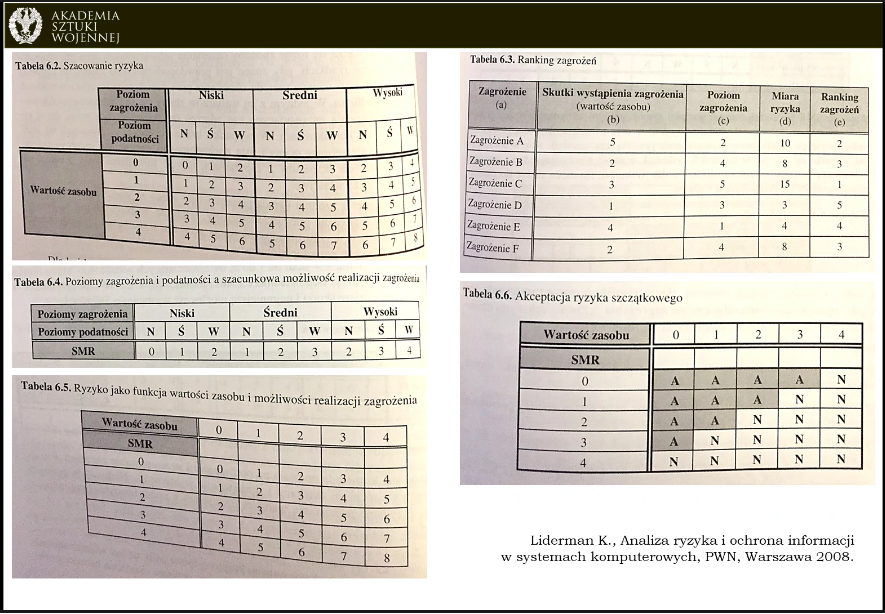 AKADEMIA
SZTUKI
WOJENNEJ
Tabela 6.2. Szacowanie ryzyka
Poziom zagrożenia Niski Średni Wysoki
Poziom podatności N Ś W N Ś W N Ś W
Wartość zasobu
0 0 1 2 1 2 3 2 3 4
1 1 2 3 2 3 4 3 4 5
2 2 3 4 3 4 5 4 5 6
3 3 4 5 4 5 6 5 6 7
4 4 5 6 5 6 7 6 7 8
Tabela 6.4. Poziomy zagrożenia i podatności a szacunkowa możliwość realizacji zagrożenia
Poziomy zagrożenia Niski Średni Wysoki
Poziomy podatności N Ś W N Ś W N Ś W
SMR 0 1 2 1 2 3 2 3 4
Tabela 6.5. Ryzyko jako funkcja wartości zasobu i możliwości realizacji zagrożenia
Wartość zasobu 0 1 2 3 4
SMR
0 0 1 2 3 4
1 1 2 3 4 5
2 2 3 4 5 6
3 3 4 5 6 7
4 4 5 6 7 8
Tabela 6.3. Ranking zagrożeń
Zagrożenie (a) Skutki wystąpienia zagrożenia (wartość zasobu) (b) Poziom zagrożenia (c) Miara ryzyka (d) Ranking zagrożeń (e)
Zagrożenie A 5 2 10 2
Zagrożenie B 2 4 8 3
Zagrożenie C 3 5 15 1
Zagrożenie D 1 3 3 5
Zagrożenie E 4 1 4 4
Zagrożenie F 2 4 8 3
Tabela 6.6. Akceptacja ryzyka szczątkowego
Wartość zasobu 0 1 2 3 4
SMR
0 A A A A N
1 A A A N N
2 A A N N N
3 A N N N N
4 N N N N N
Liderman K., Analiza ryzyka i ochrona informacji
w systemach komputerowych, PWN, Warszawa 2008.